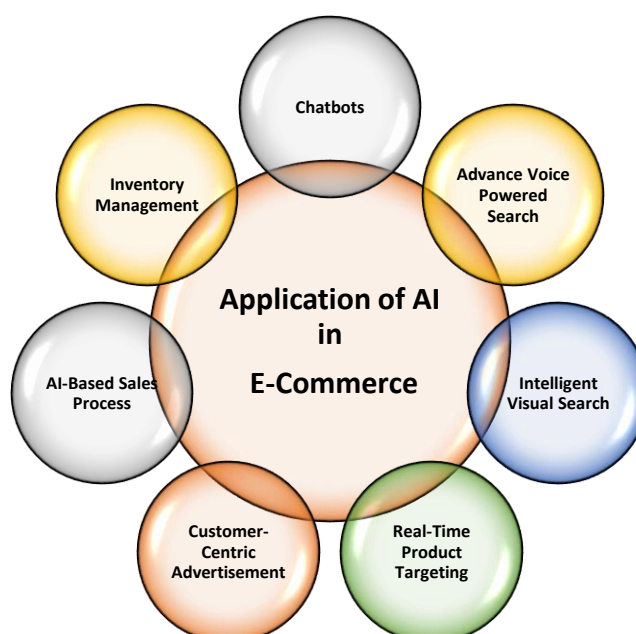 Chatbots
Advance Voice
Powered
Search
Intelligent
Visual Search
Real-Time
Product
Targeting
Customer-
Centric
Advertisement
AI-Based Sales
Process
Inventory
Management
Application of AI
in
E-Commerce